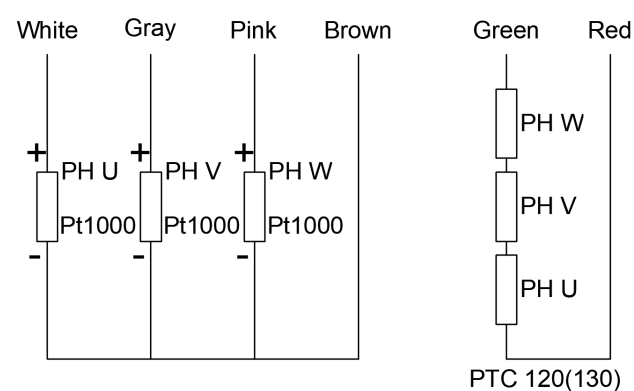 White Gray Pink Brown Green Red
PH W
+ + +
PH U PH V PH W
PH V
Pt1000 Pt1000 Pt1000
- - -
PH U
PTC 120(130)